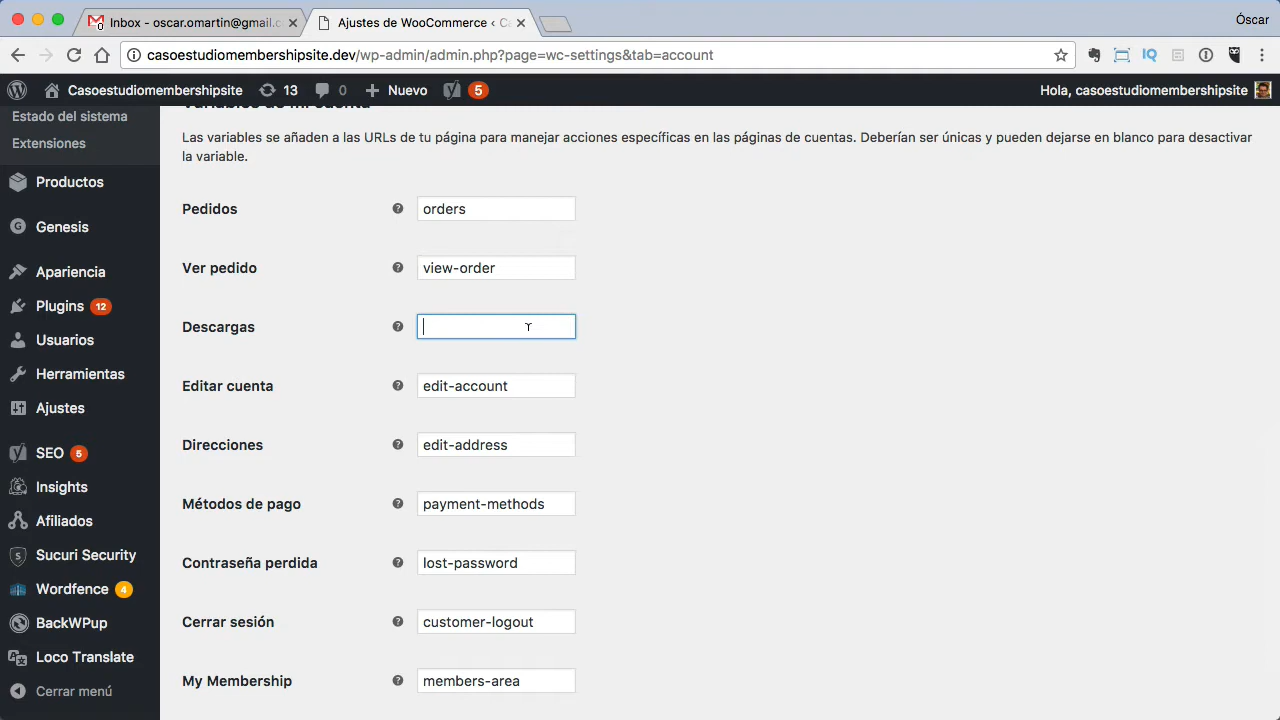 Inbox - oscar.omartin@gmail.c
Ajustes de WooCommerce ‹ Ca
Óscar
casoestudiomembershipsite.dev/wp-admin/admin.php?page=wc-settings&tab=account
Casoestudiomembershipsite
13
0
Nuevo
5
Hola, casoestudiomembershipsite
Variables de mi cuenta
Las variables se añaden a las URLs de tu página para manejar acciones específicas en las páginas de cuentas. Deberían ser únicas y pueden dejarse en blanco para desactivar
la variable.
Estado del sistema
Extensiones
Productos
Genesis
Apariencia
Plugins 12
Usuarios
Herramientas
Ajustes
SEO 5
Insights
Afiliados
Sucuri Security
Wordfence 4
BackWPup
Loco Translate
Cerrar menú
Pedidos
orders
Ver pedido
view-order
Descargas
Editar cuenta
edit-account
Direcciones
edit-address
Métodos de pago
payment-methods
Contraseña perdida
lost-password
Cerrar sesión
customer-logout
My Membership
members-area